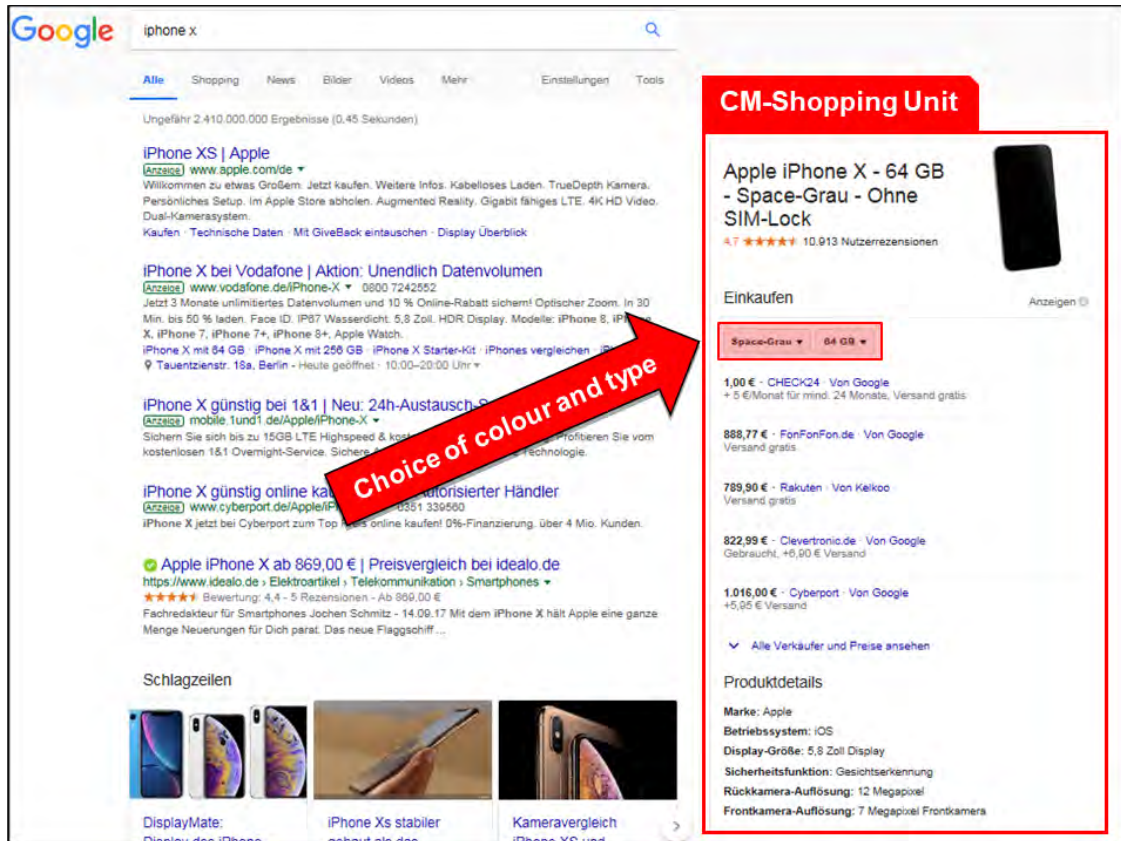 Google
iphone x
Alle Shopping News Bilder Videos Mehr Einstellungen Tools
Ungefähr 2.410.000.000 Ergebnisse (0,45 Sekunden)
iPhone XS | Apple
Anzeige www.apple.com/de
Willkommen zu etwas Großem. Jetzt kaufen. Weitere Infos. Kabelloses Laden. TrueDepth Kamera.
Persönliches Setup. Im Apple Store abholen. Augmented Reality. Gigabit fähiges LTE. 4K HD Video.
Dual-Kamerasystem.
Kaufen · Technische Daten · Mit GiveBack eintauschen · Display Überblick
iPhone X bei Vodafone | Aktion: Unendlich Datenvolumen
Anzeige www.vodafone.de/iPhone-X 0800 7242552
Jetzt 3 Monate unlimitiertes Datenvolumen und 10 % Online-Rabatt sichern! Optischer Zoom. In 30
Min. bis 50 % laden. Face ID. IP67 Wasserdicht. 5,8 Zoll. HDR Display. Modelle: iPhone 8,
X, iPhone 7, iPhone 7+, iPhone 8+, Apple Watch.
iPhone X mit 64 GB · iPhone X mit 256 GB · iPhone X Starter-Kit · iPhones vergleichen
Tauentzienstr. 18a, Berlin - Heute geöffnet · 10:00–20:00 Uhr
iPhone X günstig bei 1&1 | Neu: 24h-Austausch-
Anzeige mobile.1und1.de/Apple/iPhone-X
Sichern Sie sich bis zu 15GB LTE Highspeed & Profitieren Sie vom
kostenlosen 1&1 Overnight-Service. Sichere Technologie.
iPhone X günstig online Händler
Anzeige www.cyberport.de/Apple/ 0351 339560
iPhone X jetzt bei Cyberport zum Top online kaufen! 0%-Finanzierung. über 4 Mio. Kunden.
Apple iPhone X ab 869,00 € | Preisvergleich bei idealo.de
https://www.idealo.de › Elektroartikel › Telekommunikation › Smartphones
Bewertung: 4,4 - 5 Rezensionen - Ab 869,00 €
Fachredakteur für Smartphones Jochen Schmitz - 14.09.17 Mit dem iPhone X hält Apple eine ganze
Menge Neuerungen für Dich parat. Das neue Flaggschiff ...
Schlagzeilen
DisplayMate:
Display des iPhone
iPhone Xs stabiler
gebaut als das
Kameravergleich
iPhone XS und
Choice of colour and type
CM-Shopping Unit
Apple iPhone X - 64 GB
- Space-Grau - Ohne
SIM-Lock
4,7 10.913 Nutzerrezensionen
Einkaufen Anzeigen
Space-Grau 64 GB
1,00 € · CHECK24 · Von Google
+ 5 €/Monat für mind. 24 Monate, Versand gratis
888,77 € · FonFonFon.de · Von Google
Versand gratis
789,90 € · Rakuten · Von Kelkoo
Versand gratis
822,99 € · Clevertronic.de · Von Google
Gebraucht, +6,90 € Versand
1.016,00 € · Cyberport · Von Google
+5,95 € Versand
Alle Verkäufer und Preise ansehen
Produktdetails
Marke: Apple
Betriebssystem: iOS
Display-Größe: 5,8 Zoll Display
Sicherheitsfunktion: Gesichtserkennung
Rückkamera-Auflösung: 12 Megapixel
Frontkamera-Auflösung: 7 Megapixel Frontkamera